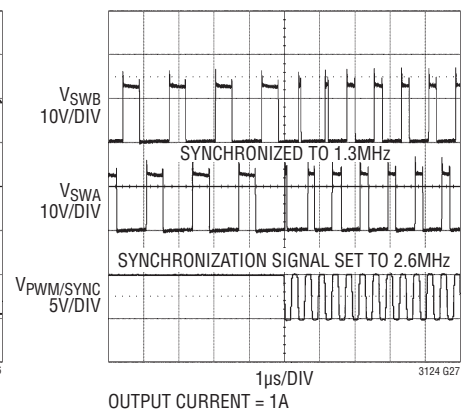 VSWB
10V/DIV
SYNCHRONIZED TO 1.3MHz
VSWA
10V/DIV
SYNCHRONIZATION SIGNAL SET TO 2.6MHz
VPWM/SYNC
5V/DIV
1µs/DIV
3124 G27
OUTPUT CURRENT = 1A